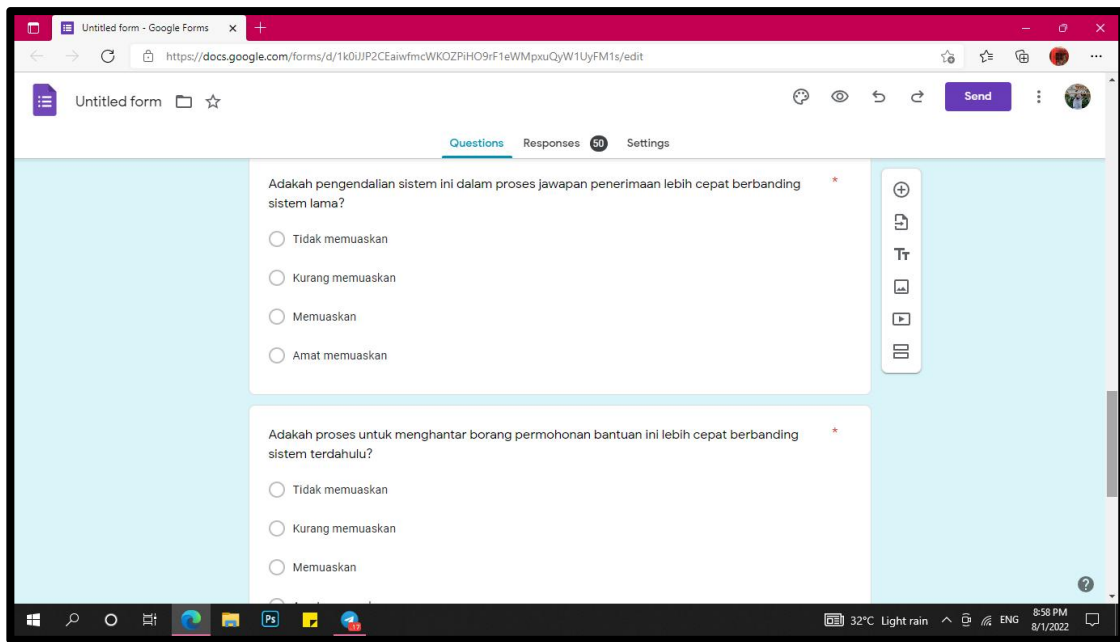 Untitled form - Google Forms
https://docs.google.com/forms/d/1k0iJJP2CEaiwfmcWKOZPiHO9rF1eWMpxuQyW1UyFM1s/edit
Untitled form
Send
Questions Responses 50 Settings
Adakah pengendalian sistem ini dalam proses jawapan penerimaan lebih cepat berbanding *
sistem lama?
Tidak memuaskan
Kurang memuaskan
Memuaskan
Amat memuaskan
Tт
Adakah proses untuk menghantar borang permohonan bantuan ini lebih cepat berbanding *
sistem terdahulu?
Tidak memuaskan
Kurang memuaskan
Memuaskan
Ps
17
32°C Light rain
ENG
8:58 PM
8/1/2022